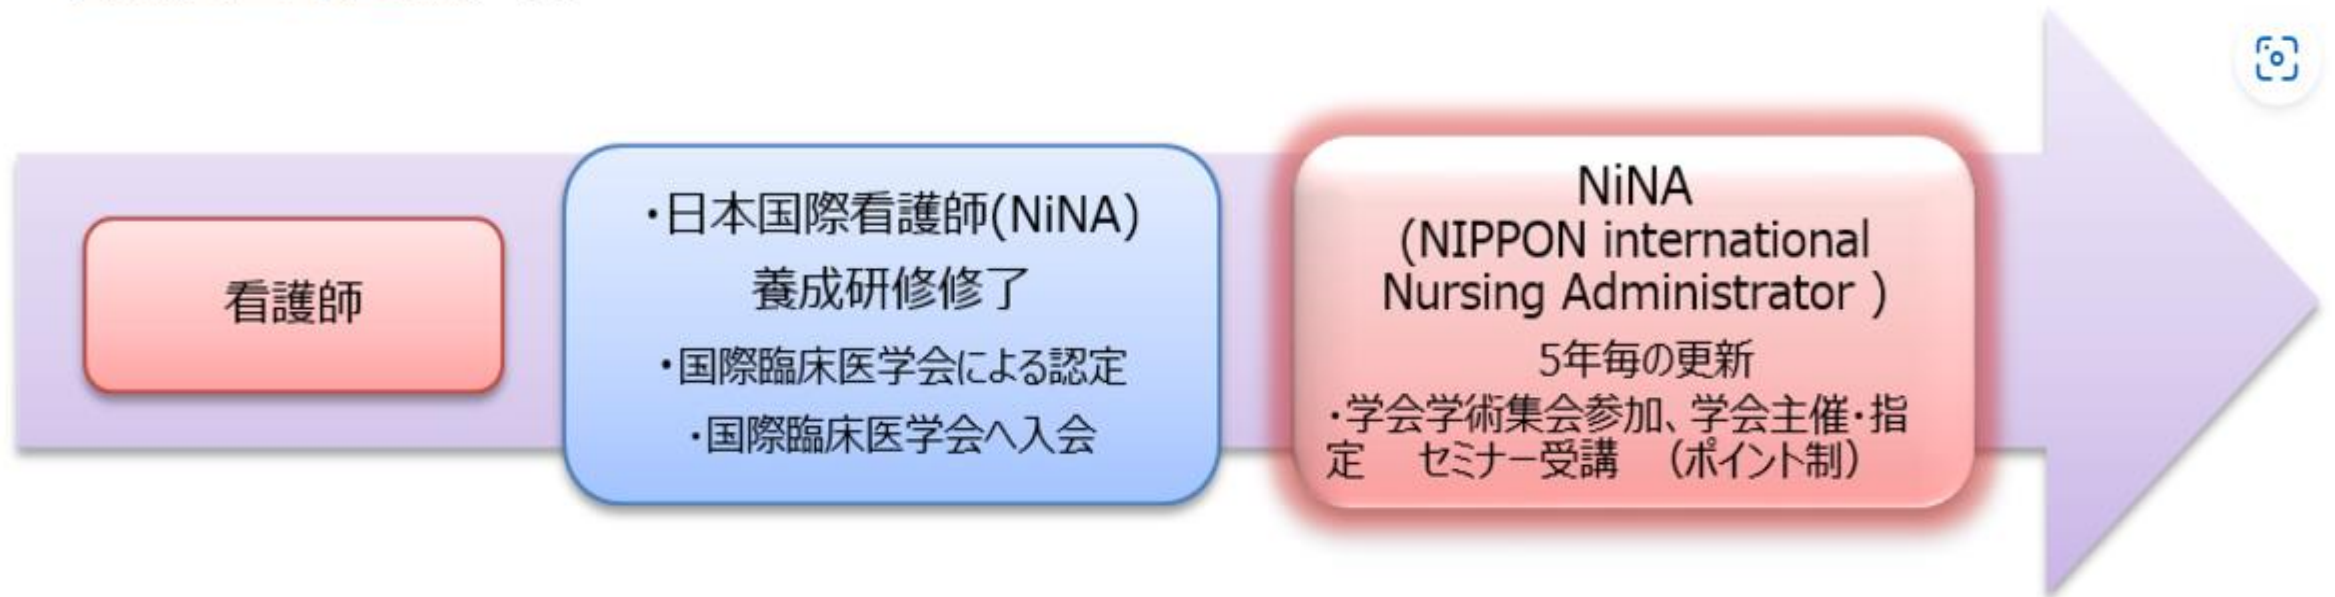 看護師
・日本国際看護師(NiNA)
養成研修修了
・国際臨床医学会による認定
・国際臨床医学会へ入会
NiNA
(NIPPON international
Nursing Administrator )
5年毎の更新
・学会学術集会参加、学会主催・指
定　セミナー受講　（ポイント制）